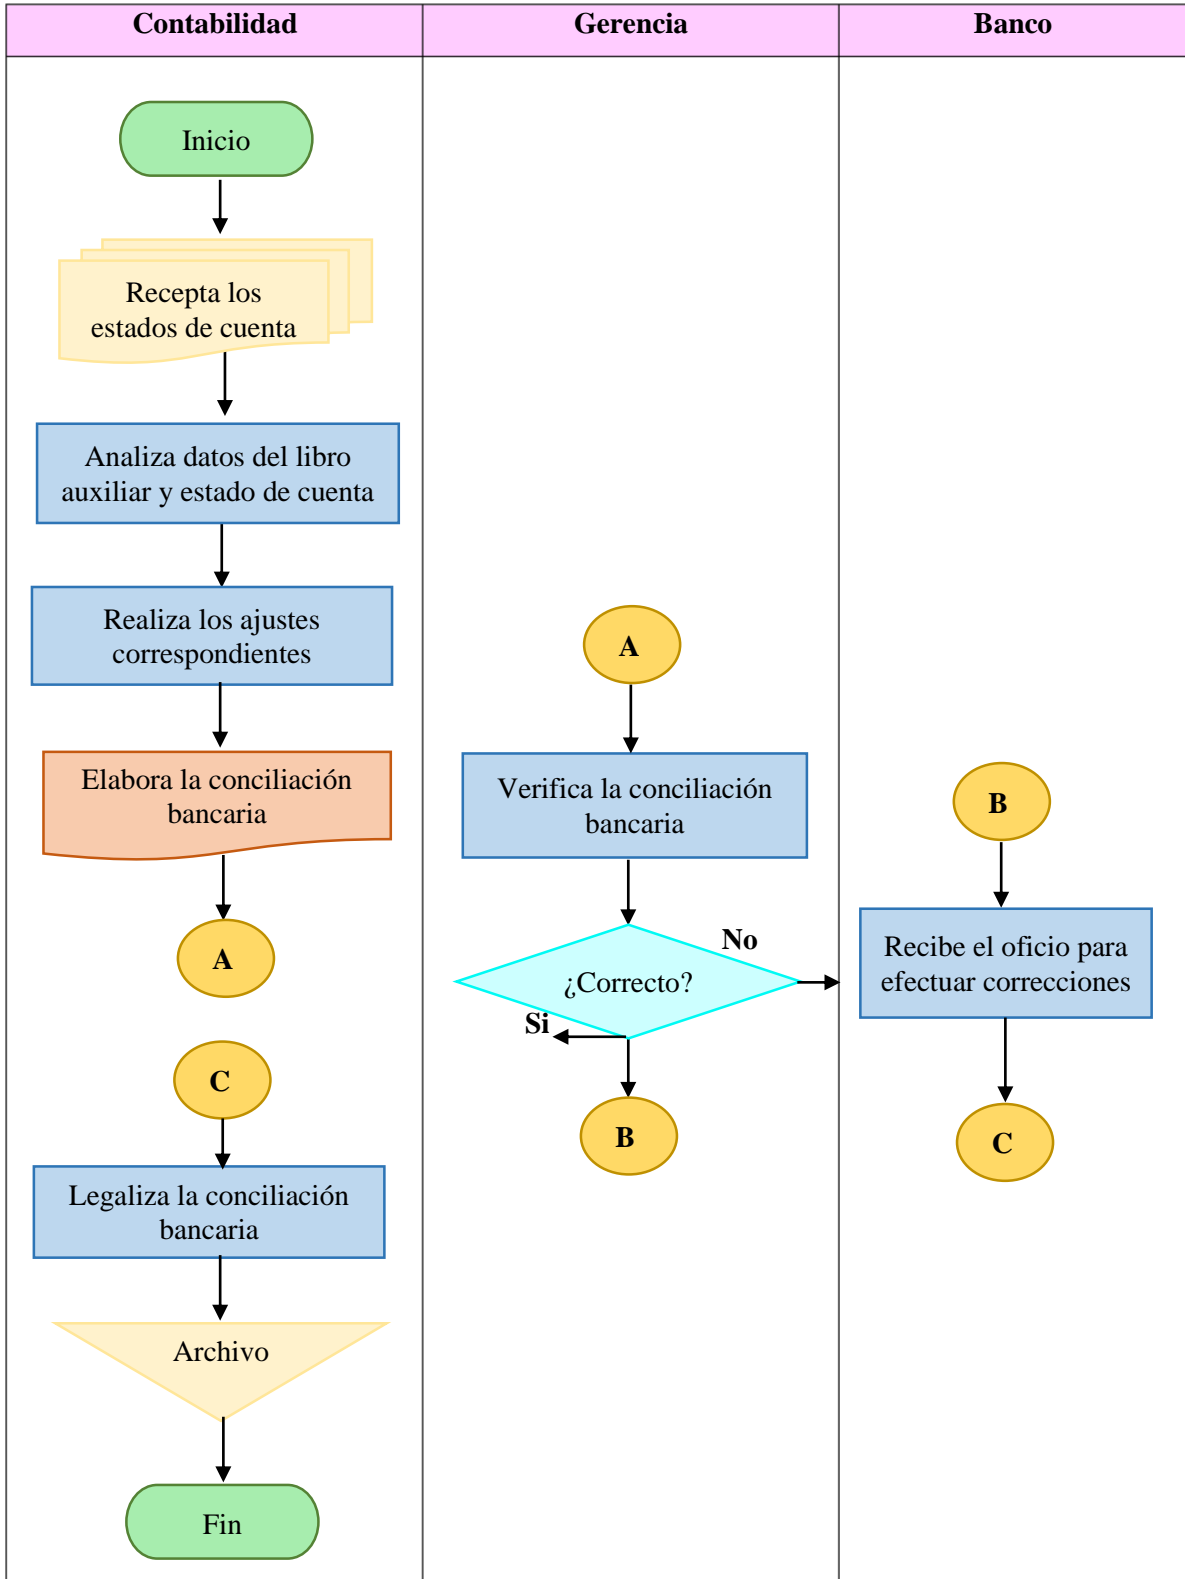 Contabilidad
Gerencia
Banco
Inicio
Recepta los
estados de cuenta
Analiza datos del libro
auxiliar y estado de cuenta
Realiza los ajustes
correspondientes
Elabora la conciliación
bancaria
A
C
Legaliza la conciliación
bancaria
Archivo
Fin
A
Verifica la conciliación
bancaria
No
¿Correcto?
Si
B
B
Recibe el oficio para
efectuar correcciones
C